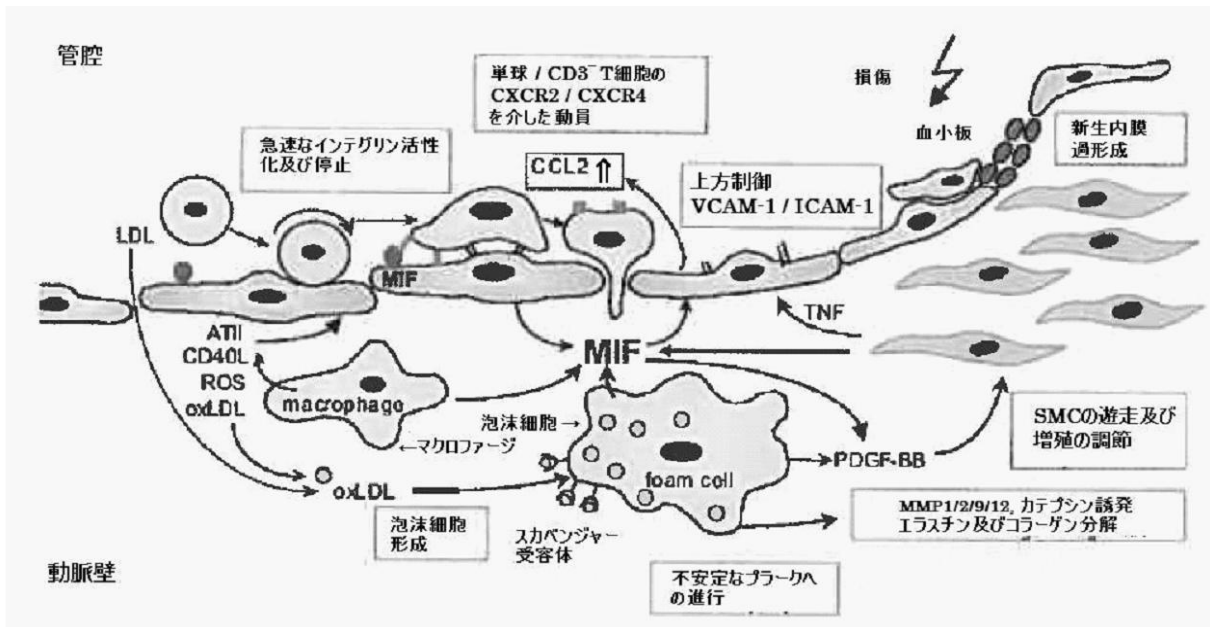 管腔
単球 / CD3⁻ T細胞の
CXCR2 / CXCR4
を介した動員
損傷
血小板
新生内膜
過形成
急速なインテグリン活性
化及び停止
CCL2 ⇑
上方制御
VCAM-1 / ICAM-1
LDL
MIF
TNF
ATII
CD40L
ROS
oxLDL
MIF
macrophago
←マクロファージ
泡沫細胞→
foam cell
PDGF-BB
SMCの遊走及び
増殖の調節
oxLDL
泡沫細胞
形成
スカベンジャー
受容体
MMP1/2/9/12, カテプシン誘発
エラスチン及びコラーゲン分解
不安定なプラークへ
の進行
動脈壁